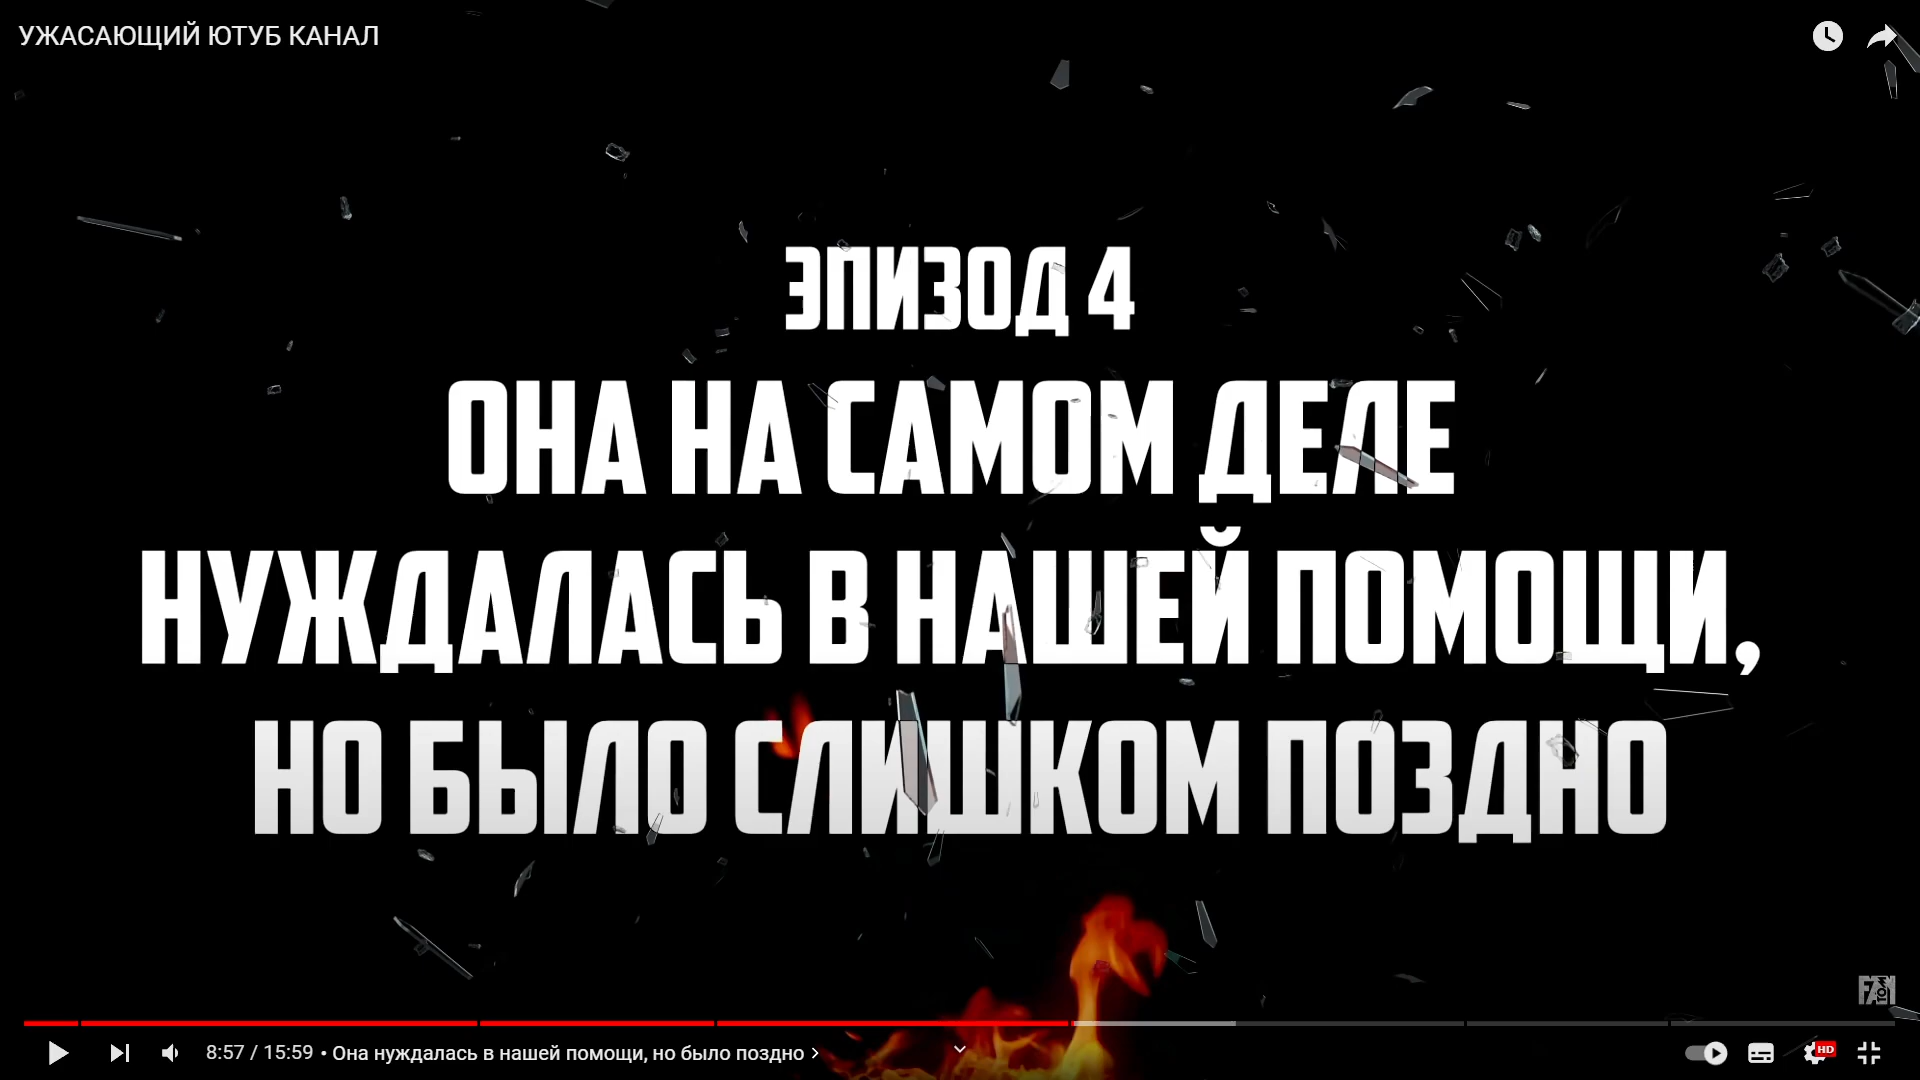 УЖАСАЮЩИЙ ЮТУБ КАНАЛ
ЭПИЗОД 4
ОНА НА САМОМ ДЕЛЕ
НУЖДАЛАСЬ В НАШЕЙ ПОМОЩИ,
НО БЫЛО СЛИШКОМ ПОЗДНО
8:57 / 15:59 • Она нуждалась в нашей помощи, но было поздно
HD